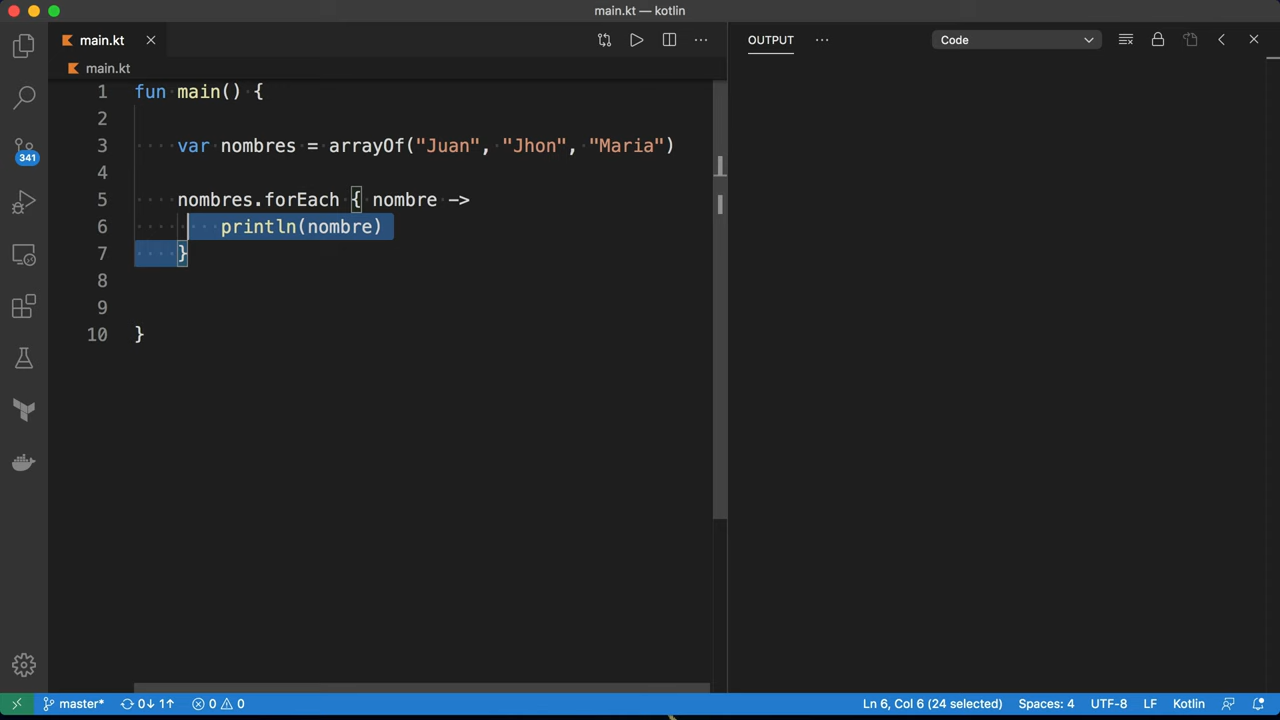 main.kt — kotlin
main.kt
OUTPUT
Code
main.kt
1 fun main() {
2
3 var nombres = arrayOf("Juan", "Jhon", "Maria")
4
5 nombres.forEach { nombre ->
6 println(nombre)
7 }
8
9
10 }
341
master* 0↓ 1↑ 0 0 Ln 6, Col 6 (24 selected) Spaces: 4 UTF-8 LF Kotlin